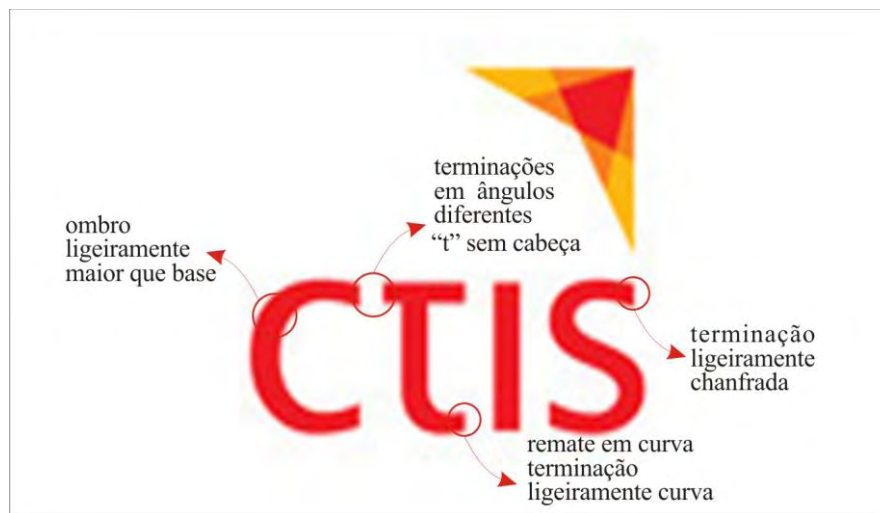 terminações
em ângulos
diferentes
“t” sem cabeça
ombro
ligeiramente
maior que base
ctıs
terminação
ligeiramente
chanfrada
remate em curva
terminação
ligeiramente curva